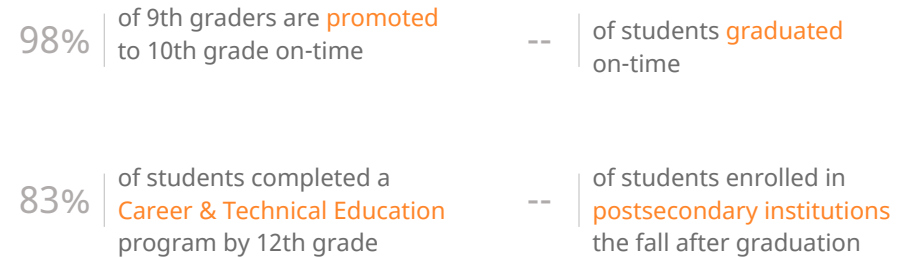 98%
of 9th graders are promoted
to 10th grade on-time
--
of students graduated
on-time
83%
of students completed a
Career & Technical Education
program by 12th grade
--
of students enrolled in
postsecondary institutions
the fall after graduation